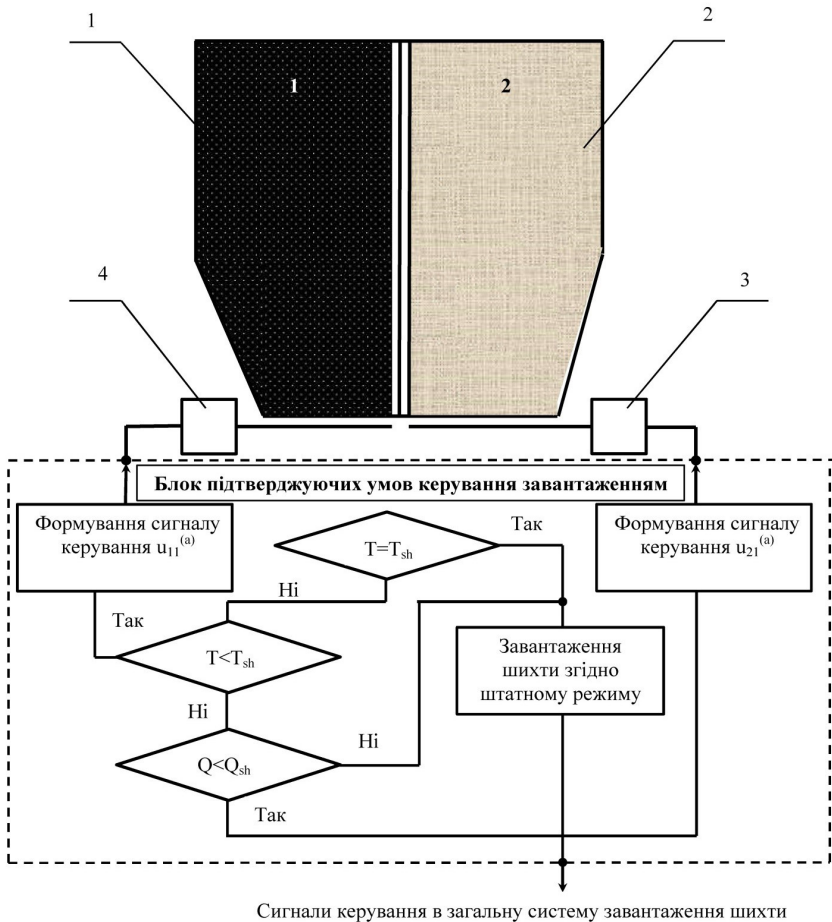 1
2
1
2
4
3
Блок підтверджуючих умов керування завантаженням
Формування сигналу
керування u₁₁⁽ᵃ⁾
T=Tsh
Так
Формування сигналу
керування u₂₁⁽ᵃ⁾
Ні
Так
T<Tsh
Завантаження
шихти згідно
штатному режиму
Ні
Ні
Q<Qsh
Так
Сигнали керування в загальну систему завантаження шихти